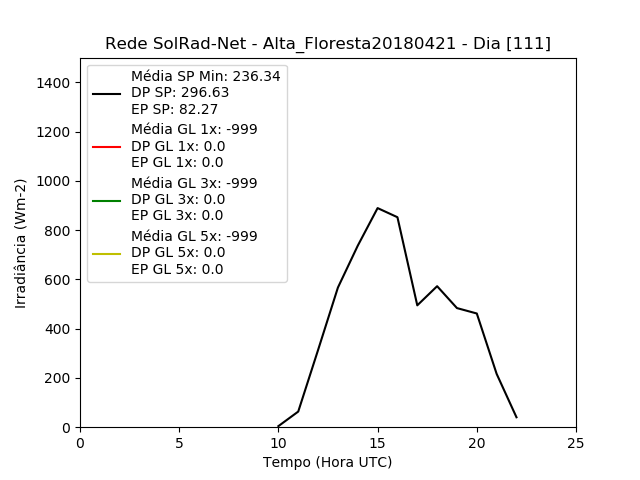 Rede SolRad-Net - Alta_Floresta20180421 - Dia [111]
Média SP Min: 236.34
DP SP: 296.63
EP SP: 82.27
Média GL 1x: -999
DP GL 1x: 0.0
EP GL 1x: 0.0
Média GL 3x: -999
DP GL 3x: 0.0
EP GL 3x: 0.0
Média GL 5x: -999
DP GL 5x: 0.0
EP GL 5x: 0.0
Irradiância (Wm-2)
1400
1200
1000
800
600
400
200
0
0 5 10 15 20 25
Tempo (Hora UTC)